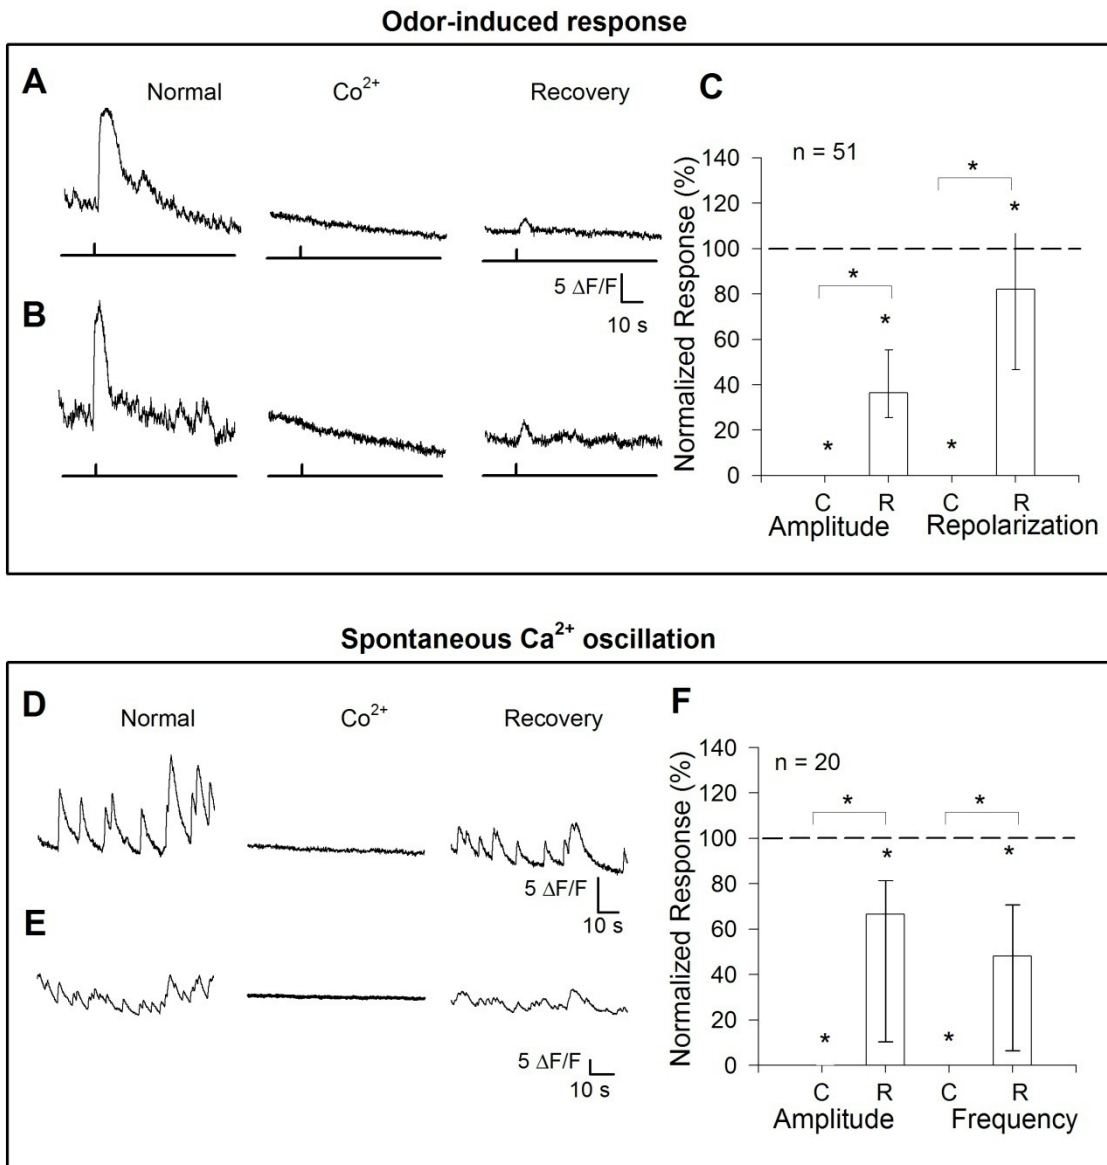 Odor-induced response
A
Normal
Co²⁺
Recovery
5 ΔF/F
10 s
B
C
n = 51
Normalized Response (%)
140
120
100
80
60
40
20
0
*
*
*
*
*
*
C R C R
Amplitude Repolarization
Spontaneous Ca²⁺ oscillation
D
Normal
Co²⁺
Recovery
5 ΔF/F
10 s
E
5 ΔF/F
10 s
F
n = 20
Normalized Response (%)
140
120
100
80
60
40
20
0
*
*
*
*
*
*
C R C R
Amplitude Frequency